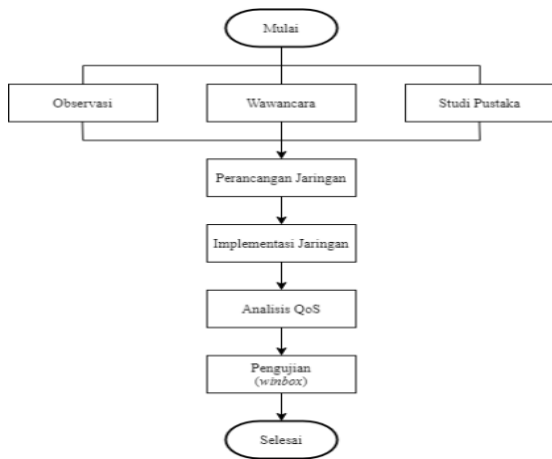 Mulai
Observasi
Wawancara
Studi Pustaka
Perancangan Jaringan
Implementasi Jaringan
Analisis QoS
Pengujian
(winbox)
Selesai